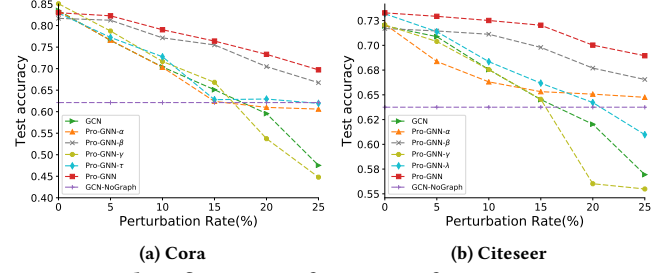 0.85
0.80
0.75
0.70
0.65
0.60
0.55
0.50
0.45
0.40
Test accuracy
GCN
Pro-GNN-α
Pro-GNN-β
Pro-GNN-γ
Pro-GNN-τ
Pro-GNN
GCN-NoGraph
0 5 10 15 20 25
Perturbation Rate(%)
(a) Cora
0.73
0.70
0.68
0.65
0.62
0.60
0.58
0.55
Test accuracy
GCN
Pro-GNN-α
Pro-GNN-β
Pro-GNN-γ
Pro-GNN-λ
Pro-GNN
GCN-NoGraph
0 5 10 15 20 25
Perturbation Rate(%)
(b) Citeseer